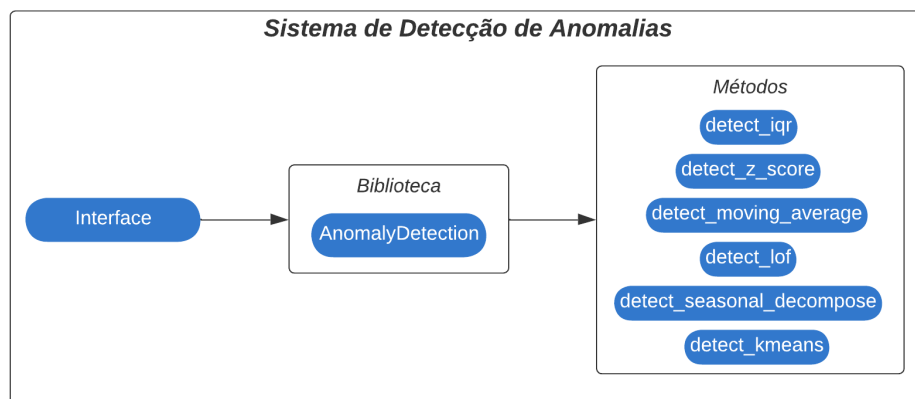 Sistema de Detecção de Anomalias
Interface
Biblioteca
AnomalyDetection
Métodos
detect_iqr
detect_z_score
detect_moving_average
detect_lof
detect_seasonal_decompose
detect_kmeans